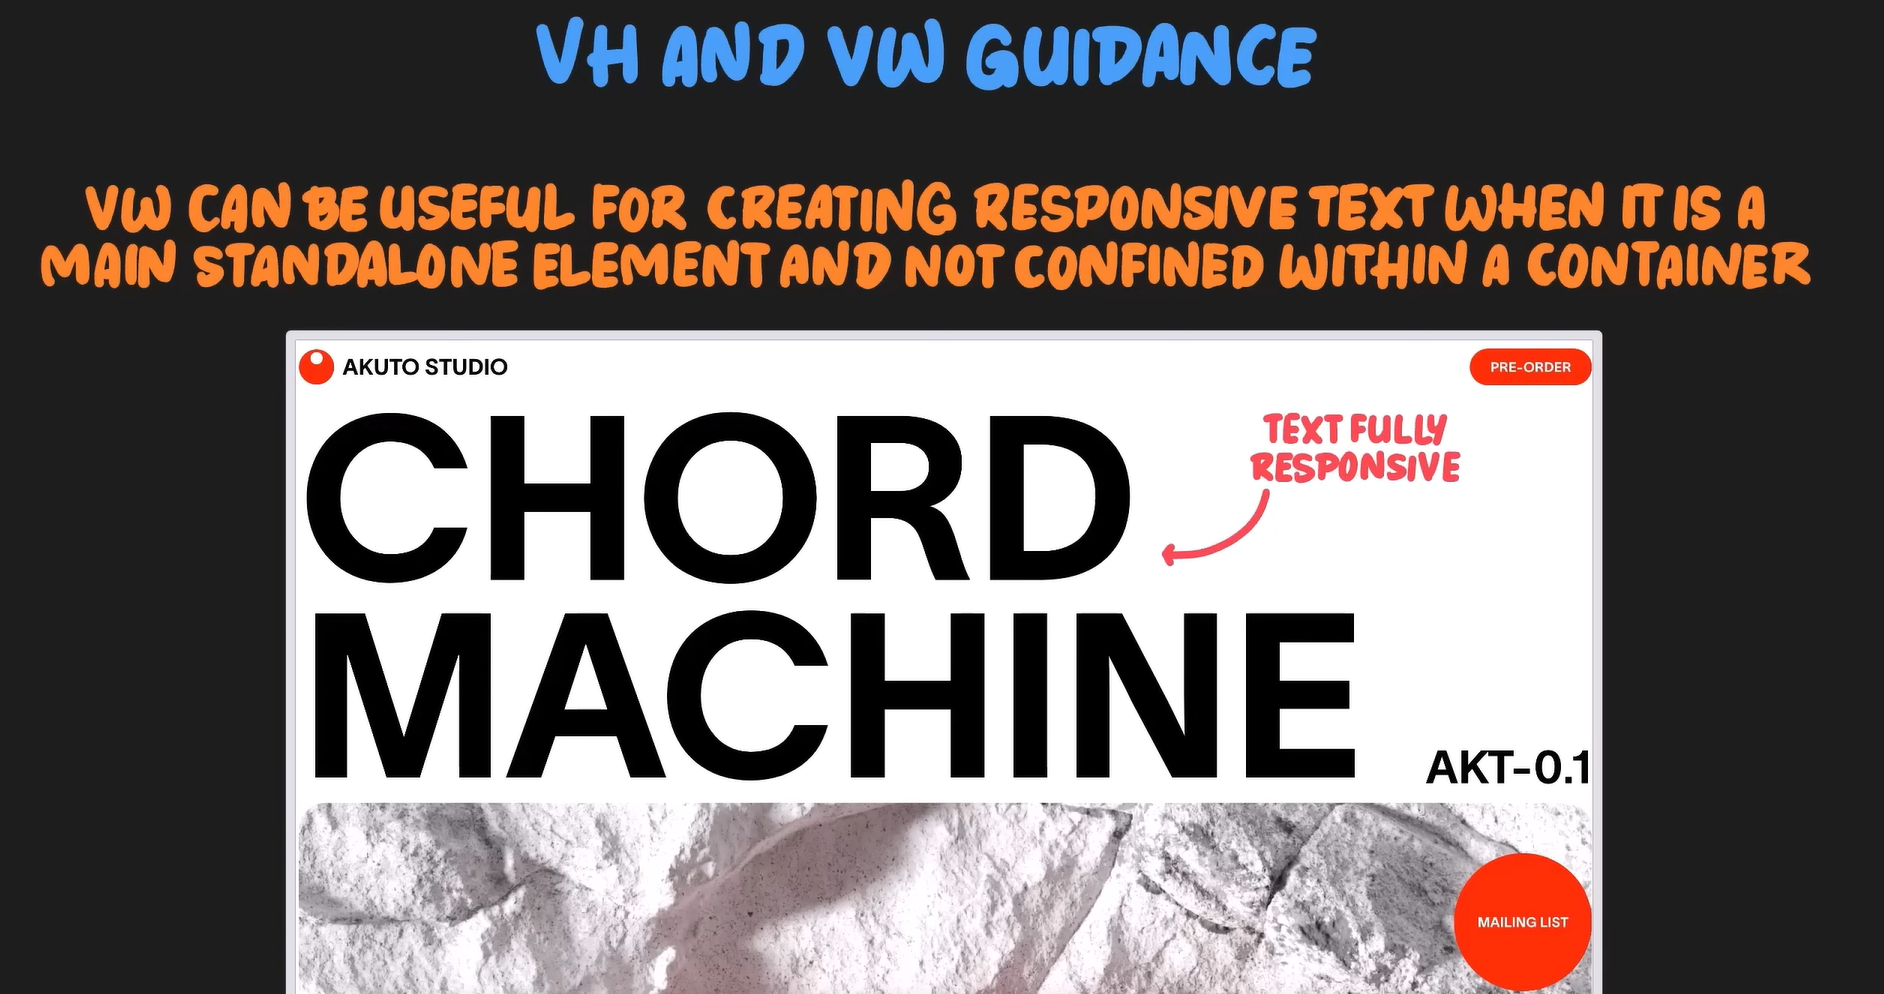 VH AND VW GUIDANCE
VW CAN BE USEFUL FOR CREATING RESPONSIVE TEXT WHEN IT IS A
MAIN STANDALONE ELEMENT AND NOT CONFINED WITHIN A CONTAINER
AKUTO STUDIO
PRE-ORDER
CHORD
TEXT FULLY
RESPONSIVE
MACHINE
AKT-0.1
MAILING LIST